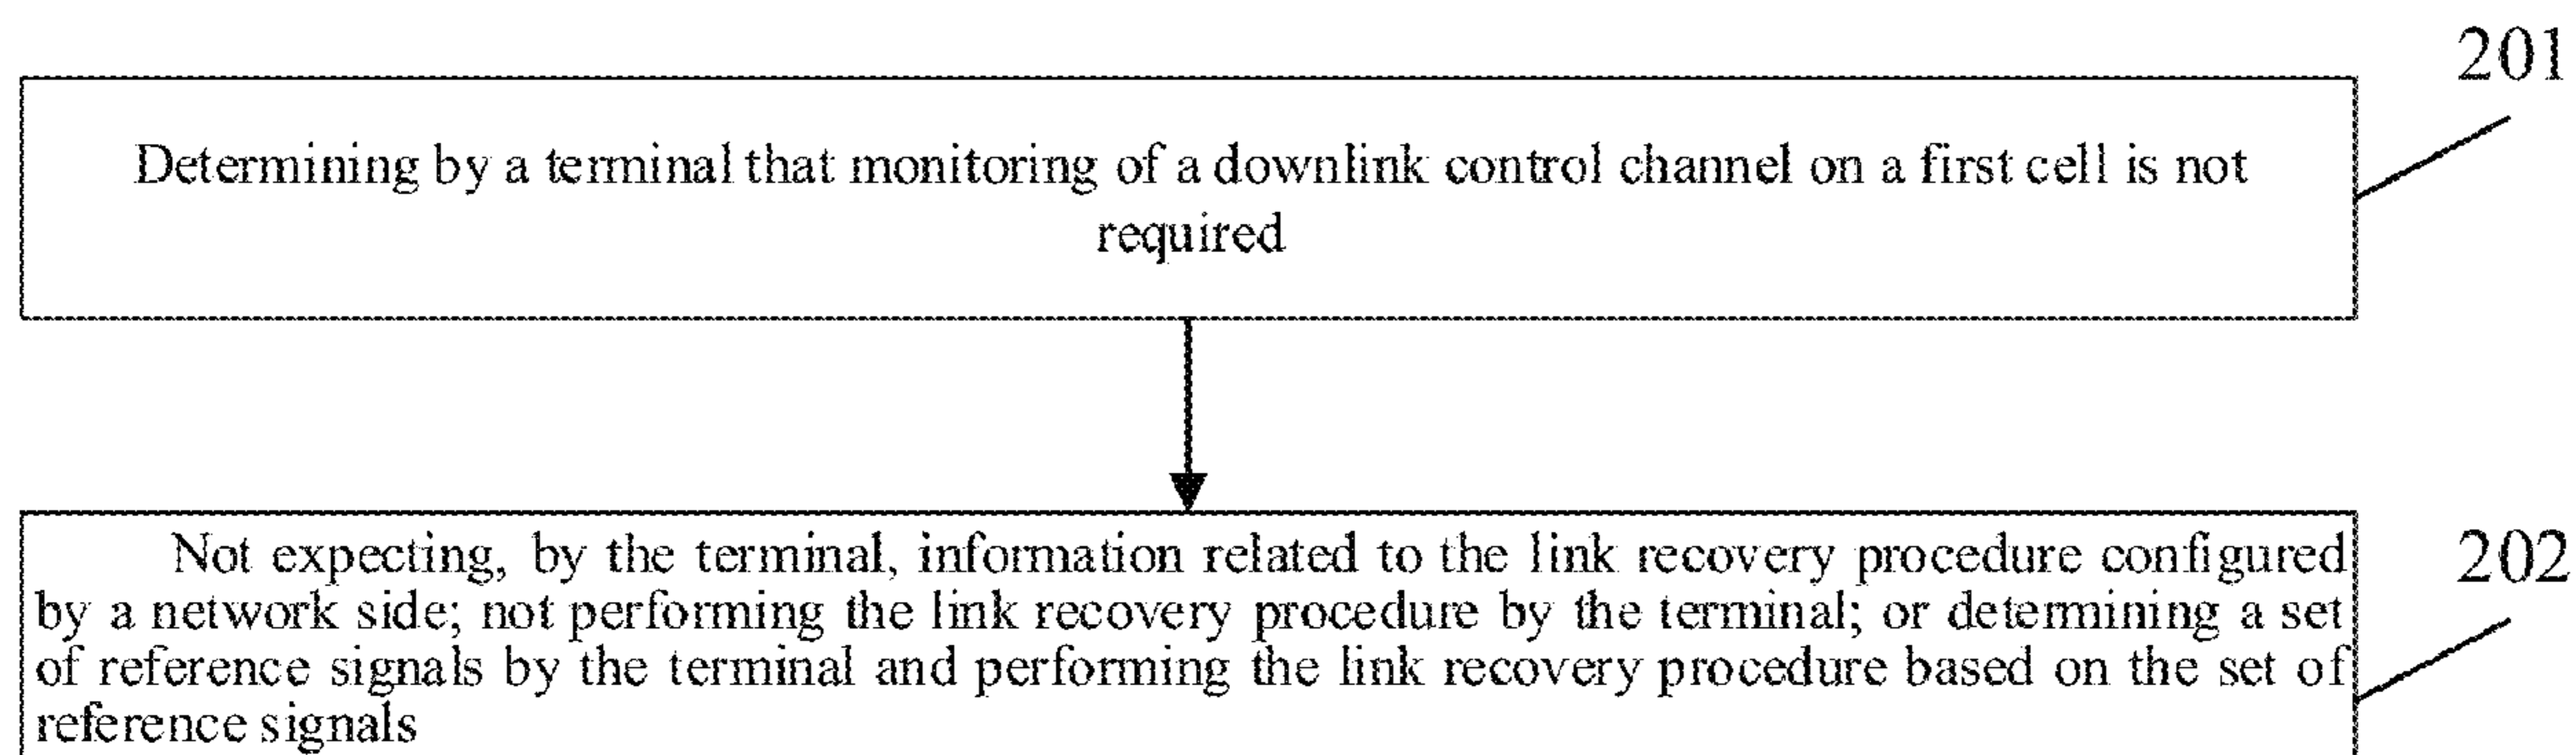 201
Determining by a terminal that monitoring of a downlink control channel on a first cell is not
required
Not expecting, by the terminal, information related to the link recovery procedure configured
by a network side; not performing the link recovery procedure by the terminal; or determining a set
of reference signals by the terminal and performing the link recovery procedure based on the set of
reference signals
202